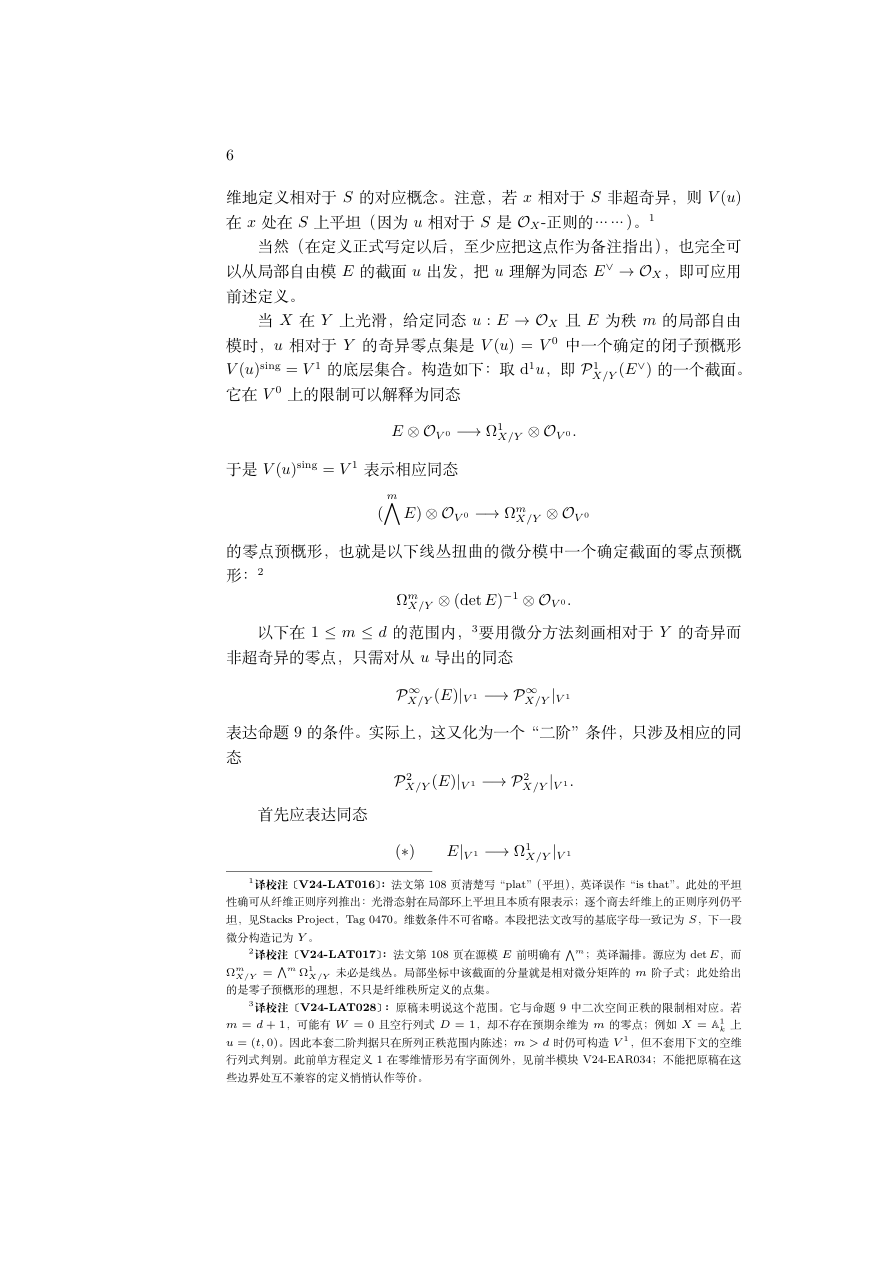 6
维地定义相对于 S 的对应概念。注意，若 x 相对于 S 非超奇异，则 V(u)
在 x 处在 S 上平坦（因为 u 相对于 S 是 𝒪_X-正则的⋯⋯）。¹
当然（在定义正式写定以后，至少应把这点作为备注指出），也完全可
以从局部自由模 E 的截面 u 出发，把 u 理解为同态 E^∨ → 𝒪_X，即可应用
前述定义。
当 X 在 Y 上光滑，给定同态 u : E → 𝒪_X 且 E 为秩 m 的局部自由
模时，u 相对于 Y 的奇异零点集是 V(u) = V^0 中一个确定的闭子预概形
V(u)^sing = V^1 的底层集合。构造如下：取 d^1u，即 𝒫^1_{X/Y}(E^∨) 的一个截面。
它在 V^0 上的限制可以解释为同态
E ⊗ 𝒪_{V^0} ⟶ Ω^1_{X/Y} ⊗ 𝒪_{V^0}.
于是 V(u)^sing = V^1 表示相应同态
(⋀^m E) ⊗ 𝒪_{V^0} ⟶ Ω^m_{X/Y} ⊗ 𝒪_{V^0}
的零点预概形，也就是以下线丛扭曲的微分模中一个确定截面的零点预概
形：²
Ω^m_{X/Y} ⊗ (det E)^{−1} ⊗ 𝒪_{V^0}.
以下在 1 ≤ m ≤ d 的范围内，³要用微分方法刻画相对于 Y 的奇异而
非超奇异的零点，只需对从 u 导出的同态
𝒫^∞_{X/Y}(E)|_{V^1} ⟶ 𝒫^∞_{X/Y}|_{V^1}
表达命题 9 的条件。实际上，这又化为一个 “二阶” 条件，只涉及相应的同
态
𝒫^2_{X/Y}(E)|_{V^1} ⟶ 𝒫^2_{X/Y}|_{V^1}.
首先应表达同态
(∗) E|_{V^1} ⟶ Ω^1_{X/Y}|_{V^1}
¹译校注〔V24-LAT016〕：法文第 108 页清楚写 “plat”（平坦），英译误作 “is that”。此处的平坦
性确可从纤维正则序列推出：光滑态射在局部环上平坦且本质有限表示；逐个商去纤维上的正则序列仍平
坦，见Stacks Project，Tag 0470。维数条件不可省略。本段把法文改写的基底字母一致记为 S，下一段
微分构造记为 Y。
²译校注〔V24-LAT017〕：法文第 108 页在源模 E 前明确有 ⋀^m；英译漏排。源应为 det E，而
Ω^m_{X/Y} = ⋀^m Ω^1_{X/Y} 未必是线丛。局部坐标中该截面的分量就是相对微分矩阵的 m 阶子式；此处给出
的是零子预概形的理想，不只是纤维秩所定义的点集。
³译校注〔V24-LAT028〕：原稿未明说这个范围。它与命题 9 中二次空间正秩的限制相对应。若
m = d + 1，可能有 W = 0 且空行列式 D = 1，却不存在预期余维为 m 的零点；例如 X = 𝔸^1_k 上
u = (t, 0)。因此本套二阶判据只在所列正秩范围内陈述；m > d 时仍可构造 V^1，但不套用下文的空维
行列式判别。此前单方程定义 1 在零维情形另有字面例外，见前半模块 V24-EAR034；不能把原稿在这
些边界处互不兼容的定义悄悄认作等价。